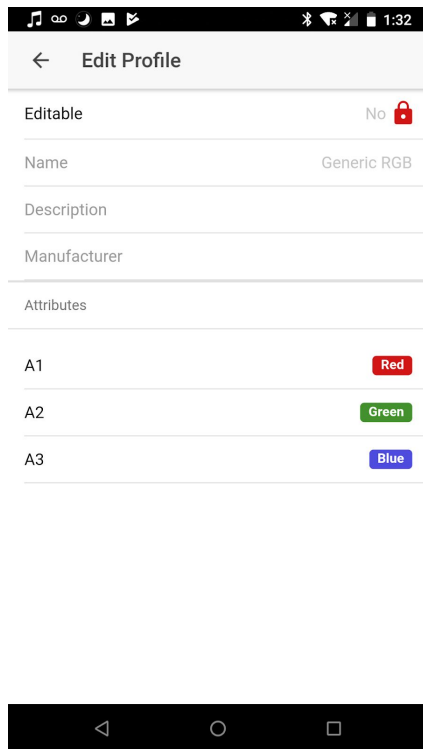 1:32
Edit Profile
Editable No
Name Generic RGB
Description
Manufacturer
Attributes
A1 Red
A2 Green
A3 Blue